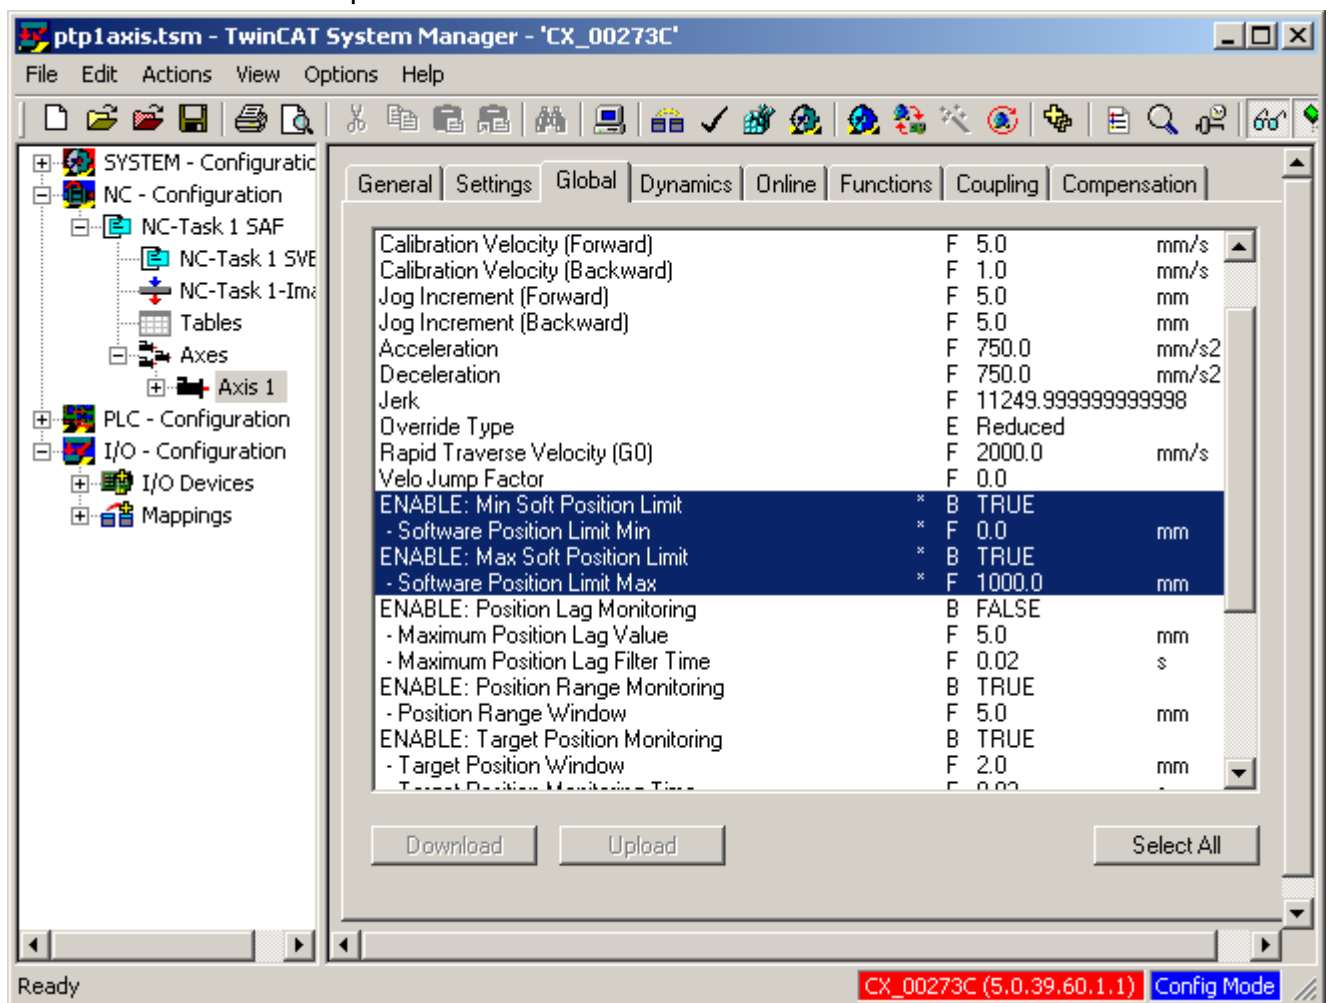 ptp1axis.tsm - TwinCAT System Manager - 'CX_00273C'
File Edit Actions View Options Help
SYSTEM - Configuratic
NC - Configuration
NC-Task 1 SAF
NC-Task 1 SVB
NC-Task 1-Ima
Tables
Axes
Axis 1
PLC - Configuration
I/O - Configuration
I/O Devices
Mappings
General Settings Global Dynamics Online Functions Coupling Compensation
Calibration Velocity (Forward) F 5.0 mm/s
Calibration Velocity (Backward) F 1.0 mm/s
Jog Increment (Forward) F 5.0 mm
Jog Increment (Backward) F 5.0 mm
Acceleration F 750.0 mm/s2
Deceleration F 750.0 mm/s2
Jerk F 11249.999999999998
Override Type E Reduced
Rapid Traverse Velocity (G0) F 2000.0 mm/s
Velo Jump Factor F 0.0
ENABLE: Min Soft Position Limit * B TRUE
- Software Position Limit Min * F 0.0 mm
ENABLE: Max Soft Position Limit * B TRUE
- Software Position Limit Max * F 1000.0 mm
ENABLE: Position Lag Monitoring B FALSE
- Maximum Position Lag Value F 5.0 mm
- Maximum Position Lag Filter Time F 0.02 s
ENABLE: Position Range Monitoring B TRUE
- Position Range Window F 5.0 mm
ENABLE: Target Position Monitoring B TRUE
- Target Position Window F 2.0 mm
- Target Position Monitoring Time F 0.02
Download Upload Select All
Ready CX_00273C (5.0.39.60.1.1) Config Mode